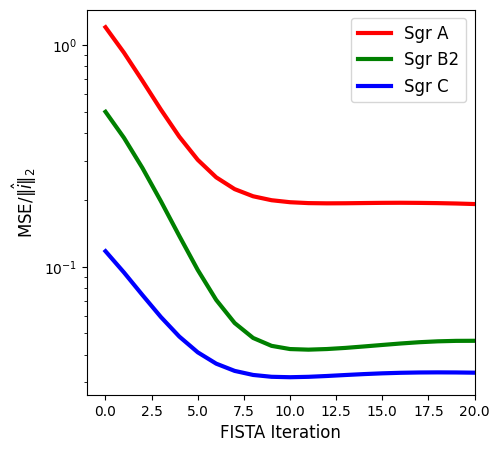 Sgr A
Sgr B2
Sgr C
10⁰
10⁻¹
MSE/‖î‖₂
0.0 2.5 5.0 7.5 10.0 12.5 15.0 17.5 20.0
FISTA Iteration